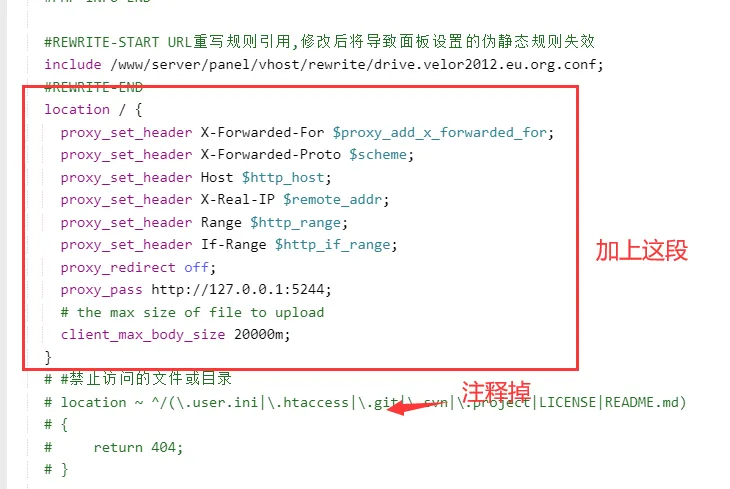 #PHP-INFO-END
#REWRITE-START URL重写规则引用,修改后将导致面板设置的伪静态规则失效
include /www/server/panel/vhost/rewrite/drive.velor2012.eu.org.conf;
#REWRITE-END
location / {
proxy_set_header X-Forwarded-For $proxy_add_x_forwarded_for;
proxy_set_header X-Forwarded-Proto $scheme;
proxy_set_header Host $http_host;
proxy_set_header X-Real-IP $remote_addr;
proxy_set_header Range $http_range;
proxy_set_header If-Range $http_if_range;
加上这段
proxy_redirect off;
proxy_pass http://127.0.0.1:5244;
# the max size of file to upload
client_max_body_size 20000m;
}
# #禁止访问的文件或目录
注释掉
# location ~ ^/(\.user.ini|\.htaccess|\.git|\.svn|\.project|LICENSE|README.md)
# {
#     return 404;
# }